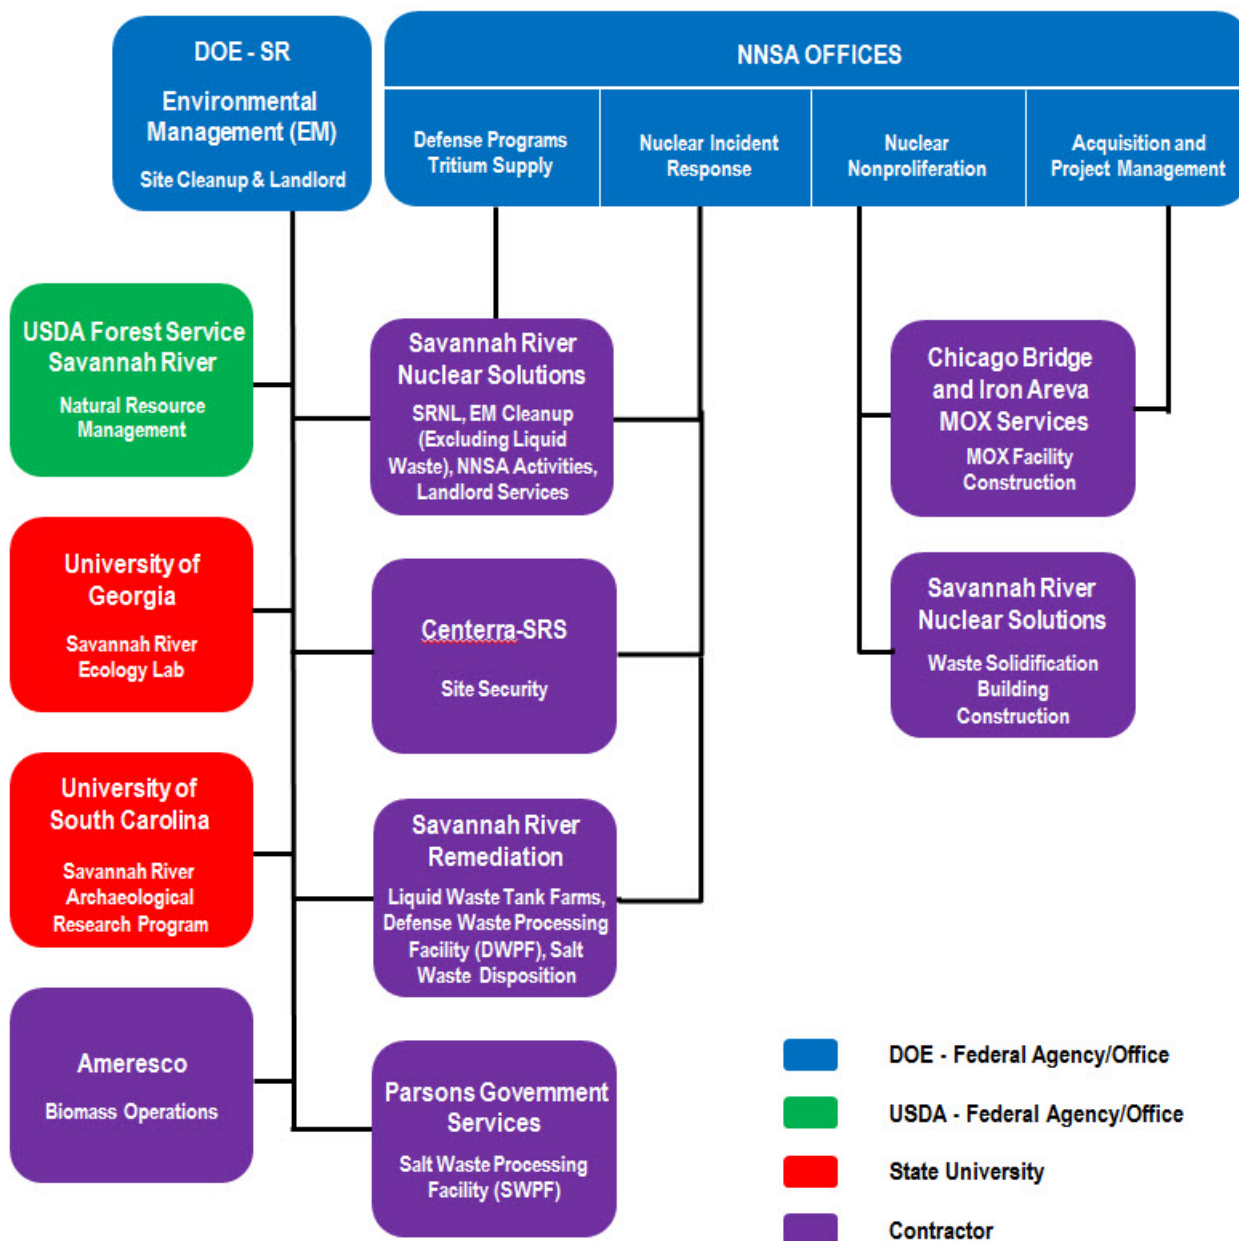 DOE - SR
Environmental
Management (EM)
Site Cleanup & Landlord
NNSA OFFICES
Defense Programs
Tritium Supply
Nuclear Incident
Response
Nuclear
Nonproliferation
Acquisition and
Project Management
USDA Forest Service
Savannah River
Natural Resource
Management
Savannah River
Nuclear Solutions
SRNL, EM Cleanup
(Excluding Liquid
Waste), NNSA Activities,
Landlord Services
Chicago Bridge
and Iron Areva
MOX Services
MOX Facility
Construction
University of
Georgia
Savannah River
Ecology Lab
Centerra-SRS
Site Security
Savannah River
Nuclear Solutions
Waste Solidification
Building
Construction
University of
South Carolina
Savannah River
Archaeological
Research Program
Savannah River
Remediation
Liquid Waste Tank Farms,
Defense Waste Processing
Facility (DWPF), Salt
Waste Disposition
Ameresco
Biomass Operations
Parsons Government
Services
Salt Waste Processing
Facility (SWPF)
DOE - Federal Agency/Office
USDA - Federal Agency/Office
State University
Contractor